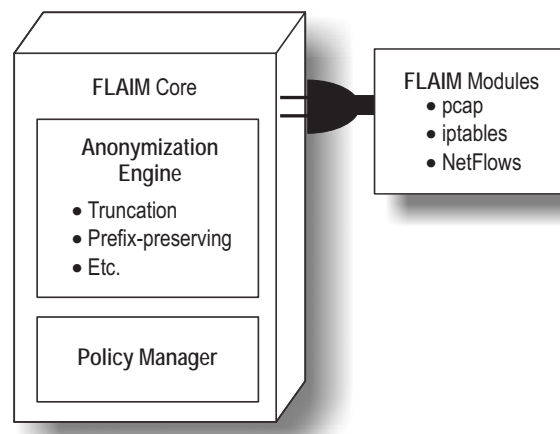 FLAIM Core
Anonymization
Engine
● Truncation
● Prefix-preserving
● Etc.
Policy Manager
FLAIM Modules
● pcap
● iptables
● NetFlows